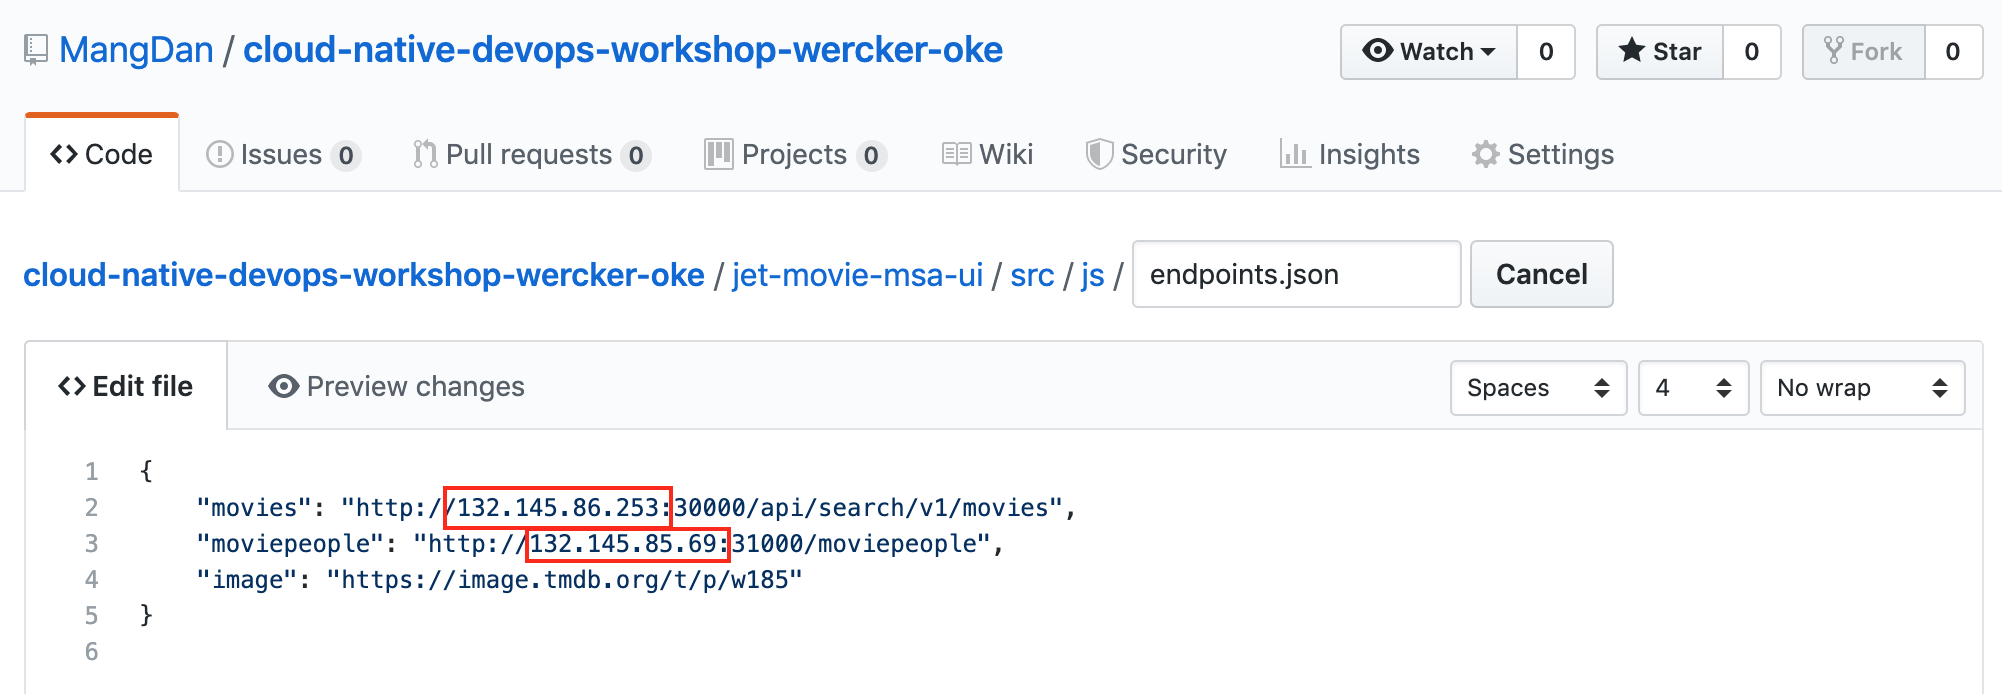 MangDan / cloud-native-devops-workshop-wercker-oke Watch 0 Star 0 Fork 0
Code Issues 0 Pull requests 0 Projects 0 Wiki Security Insights Settings
cloud-native-devops-workshop-wercker-oke / jet-movie-msa-ui / src / js / endpoints.json Cancel
Edit file Preview changes Spaces 4 No wrap
1 {
2 "movies": "http://132.145.86.253:30000/api/search/v1/movies",
3 "moviepeople": "http://132.145.85.69:31000/moviepeople",
4 "image": "https://image.tmdb.org/t/p/w185"
5 }
6